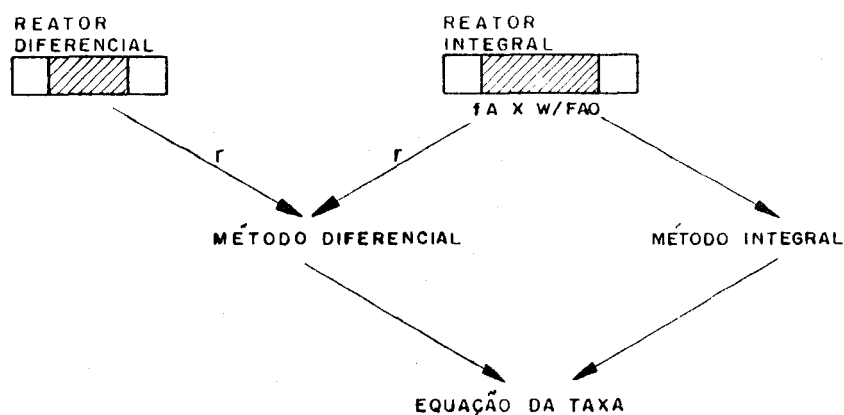 REATOR
DIFERENCIAL
REATOR
INTEGRAL
fA X W/FAO
r
r
MÉTODO DIFERENCIAL
MÉTODO INTEGRAL
EQUAÇÃO DA TAXA